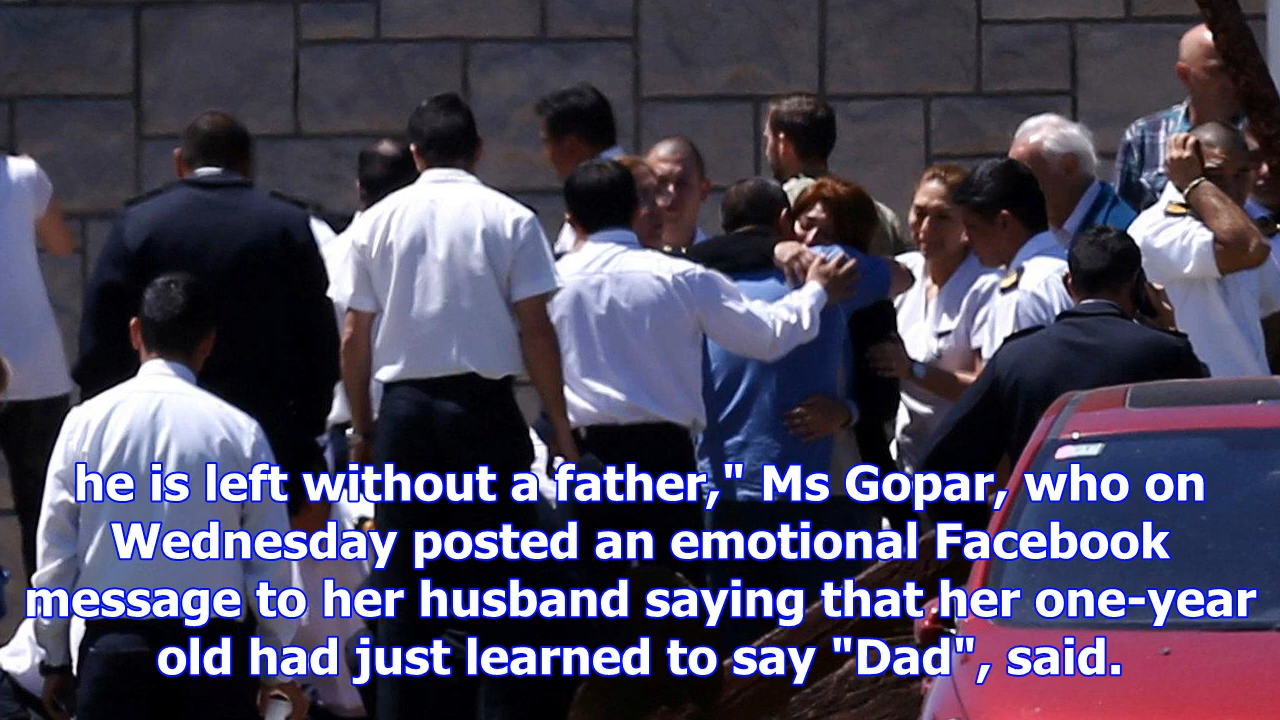 he is left without a father," Ms Gopar, who on
Wednesday posted an emotional Facebook
message to her husband saying that her one-year
old had just learned to say "Dad", said.